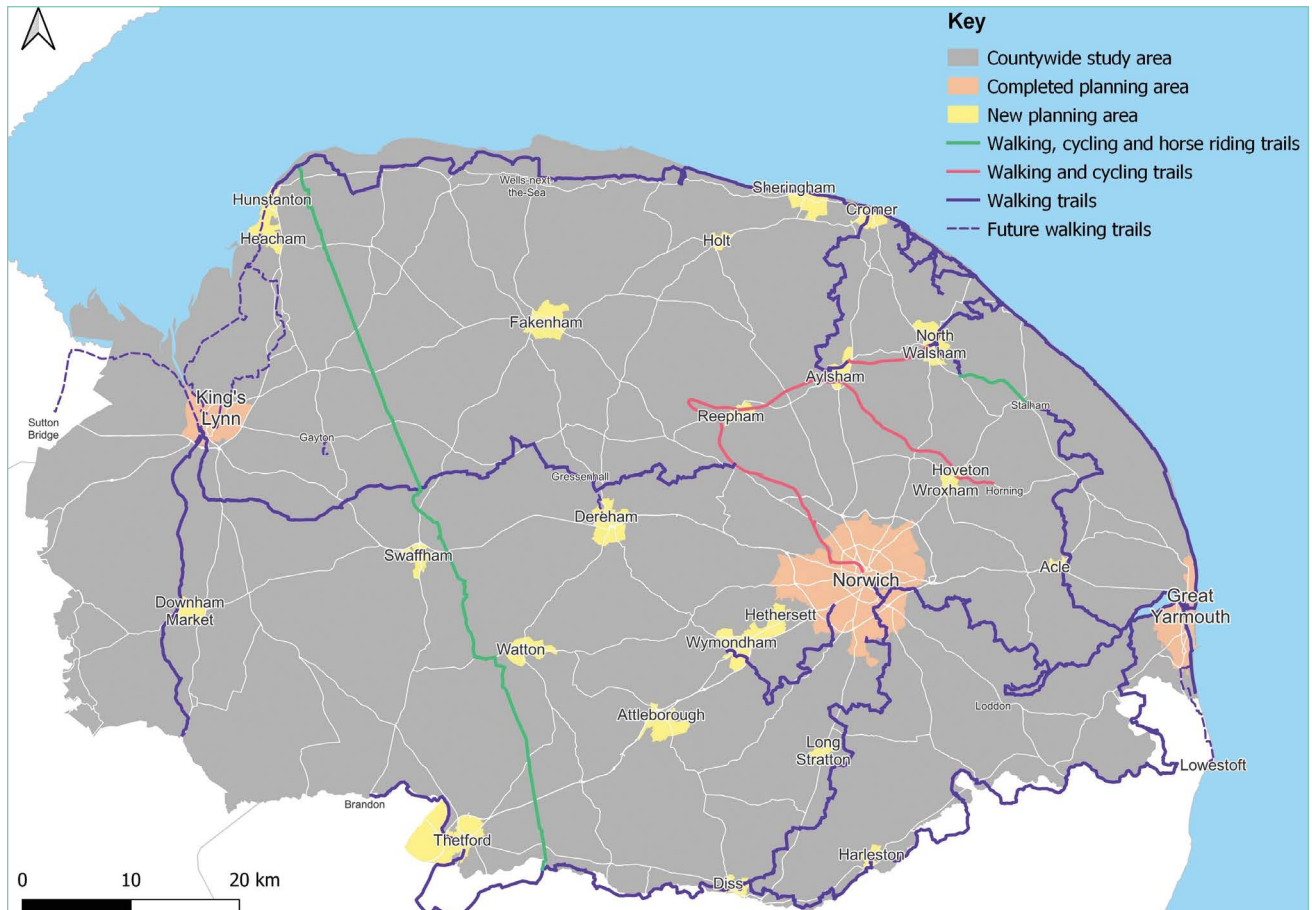 Key
Countywide study area
Completed planning area
New planning area
Walking, cycling and horse riding trails
Walking and cycling trails
Walking trails
Future walking trails
Wells-next
the-Sea
Sheringham
Hunstanton
Cromer
Heacham
Holt
Fakenham
North
Walsham
Aylsham
King's
Lynn
Reepham
Stalham
Sutton
Bridge
Gayton
Gressenhall
Hoveton
Wroxham
Horning
Dereham
Swaffham
Acle
Norwich
Great
Yarmouth
Downham
Market
Hethersett
Wymondham
Watton
Loddon
Attleborough
Long
Stratton
Lowestoft
Brandon
Thetford
Harleston
Diss
0 10 20 km